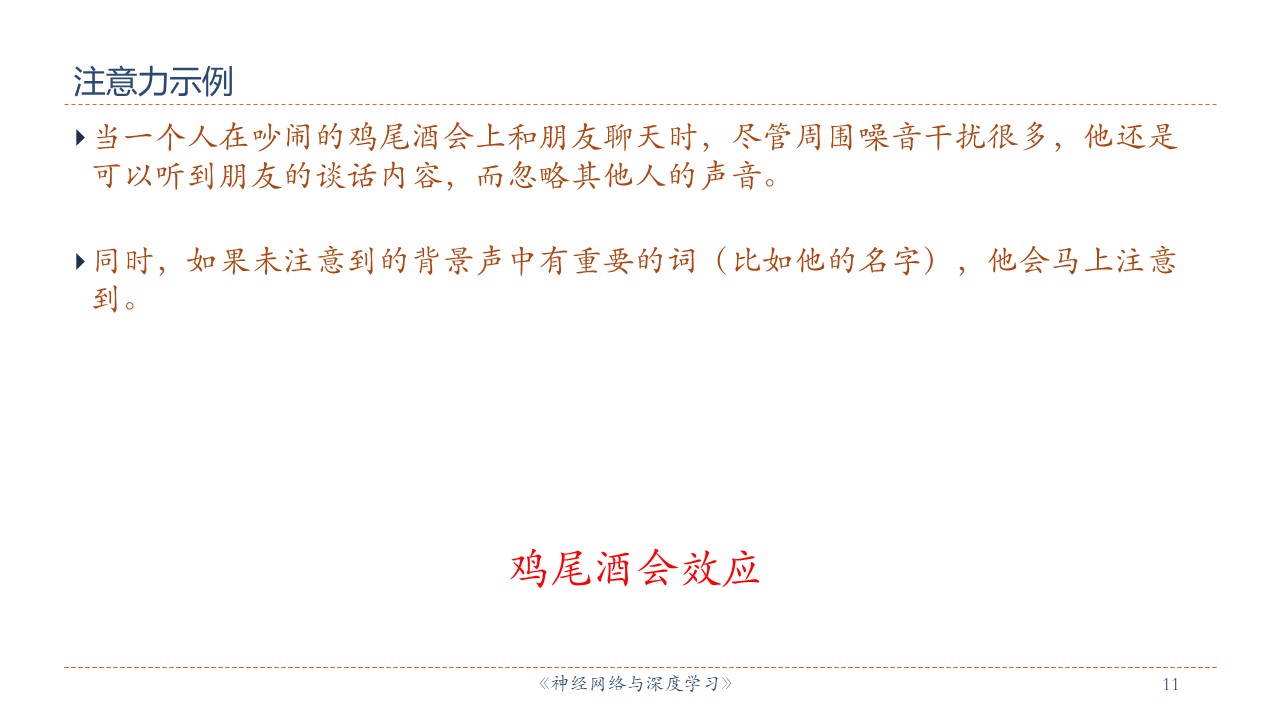 注意力示例
当一个人在吵闹的鸡尾酒会上和朋友聊天时，尽管周围噪音干扰很多，他还是
可以听到朋友的谈话内容，而忽略其他人的声音。
同时，如果未注意到的背景声中有重要的词（比如他的名字），他会马上注意
到。
鸡尾酒会效应
《神经网络与深度学习》
11